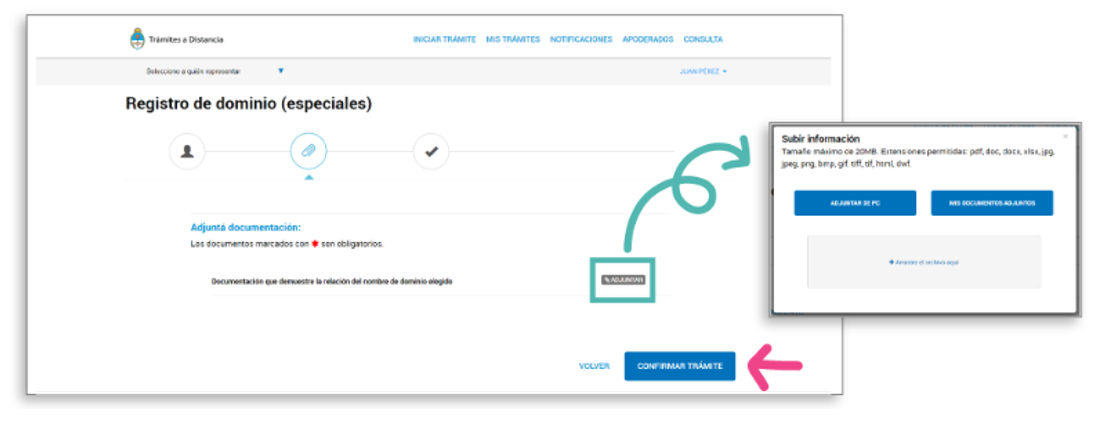 Trámites a Distancia
INICIAR TRÁMITE MIS TRÁMITES NOTIFICACIONES APODERADOS CONSULTA
Seleccione a quién representar
JUAN PÉREZ
Registro de dominio (especiales)
Adjuntá documentación:
Los documentos marcados con * son obligatorios.
Documentación que demuestre la relación del nombre de dominio elegido
ADJUNTAR
VOLVER CONFIRMAR TRÁMITE
Subir información ×
Tamaño máximo de 20MB. Extensiones permitidas: pdf, doc, docx, xlsx, jpg,
jpeg, png, bmp, gif, tiff, tif, html, dwf.
ADJUNTAR DE PC MIS DOCUMENTOS ADJUNTOS
+ Arrastre el archivo aquí